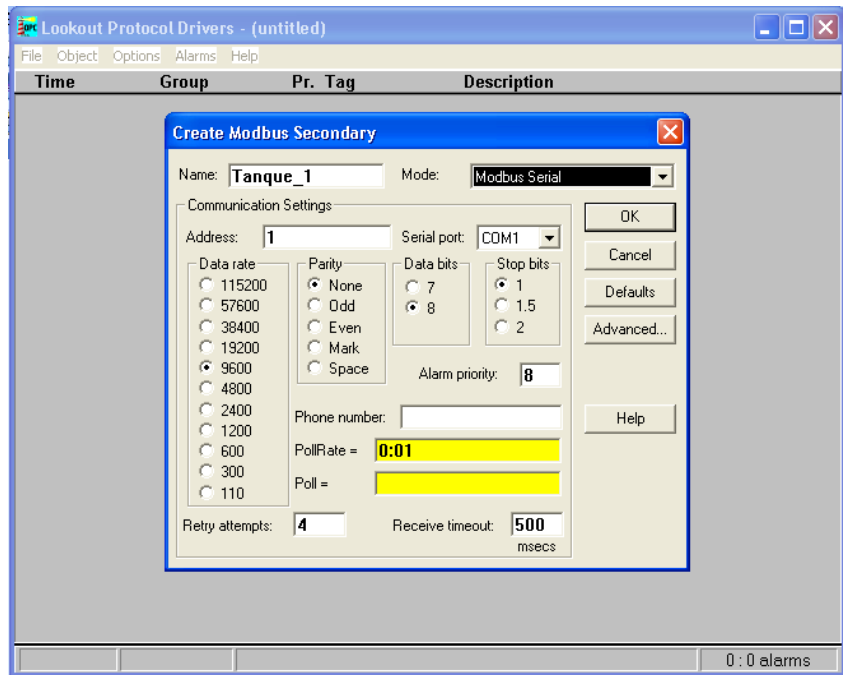 OPC Lookout Protocol Drivers - (untitled)
File Object Options Alarms Help
Time Group Pr. Tag Description
Create Modbus Secondary
Name: Tanque_1 Mode: Modbus Serial
Communication Settings
OK
Address: 1 Serial port: COM1
Cancel
Data rate Parity Data bits Stop bits
115200 None 7 1
Defaults
57600 Odd 8 1.5
38400 Even 2
Advanced...
19200 Mark
9600 Space
Alarm priority: 8
4800
2400
Phone number:
Help
1200
600
PollRate = 0:01
300
Poll =
110
Retry attempts: 4 Receive timeout: 500
msecs
0 : 0 alarms